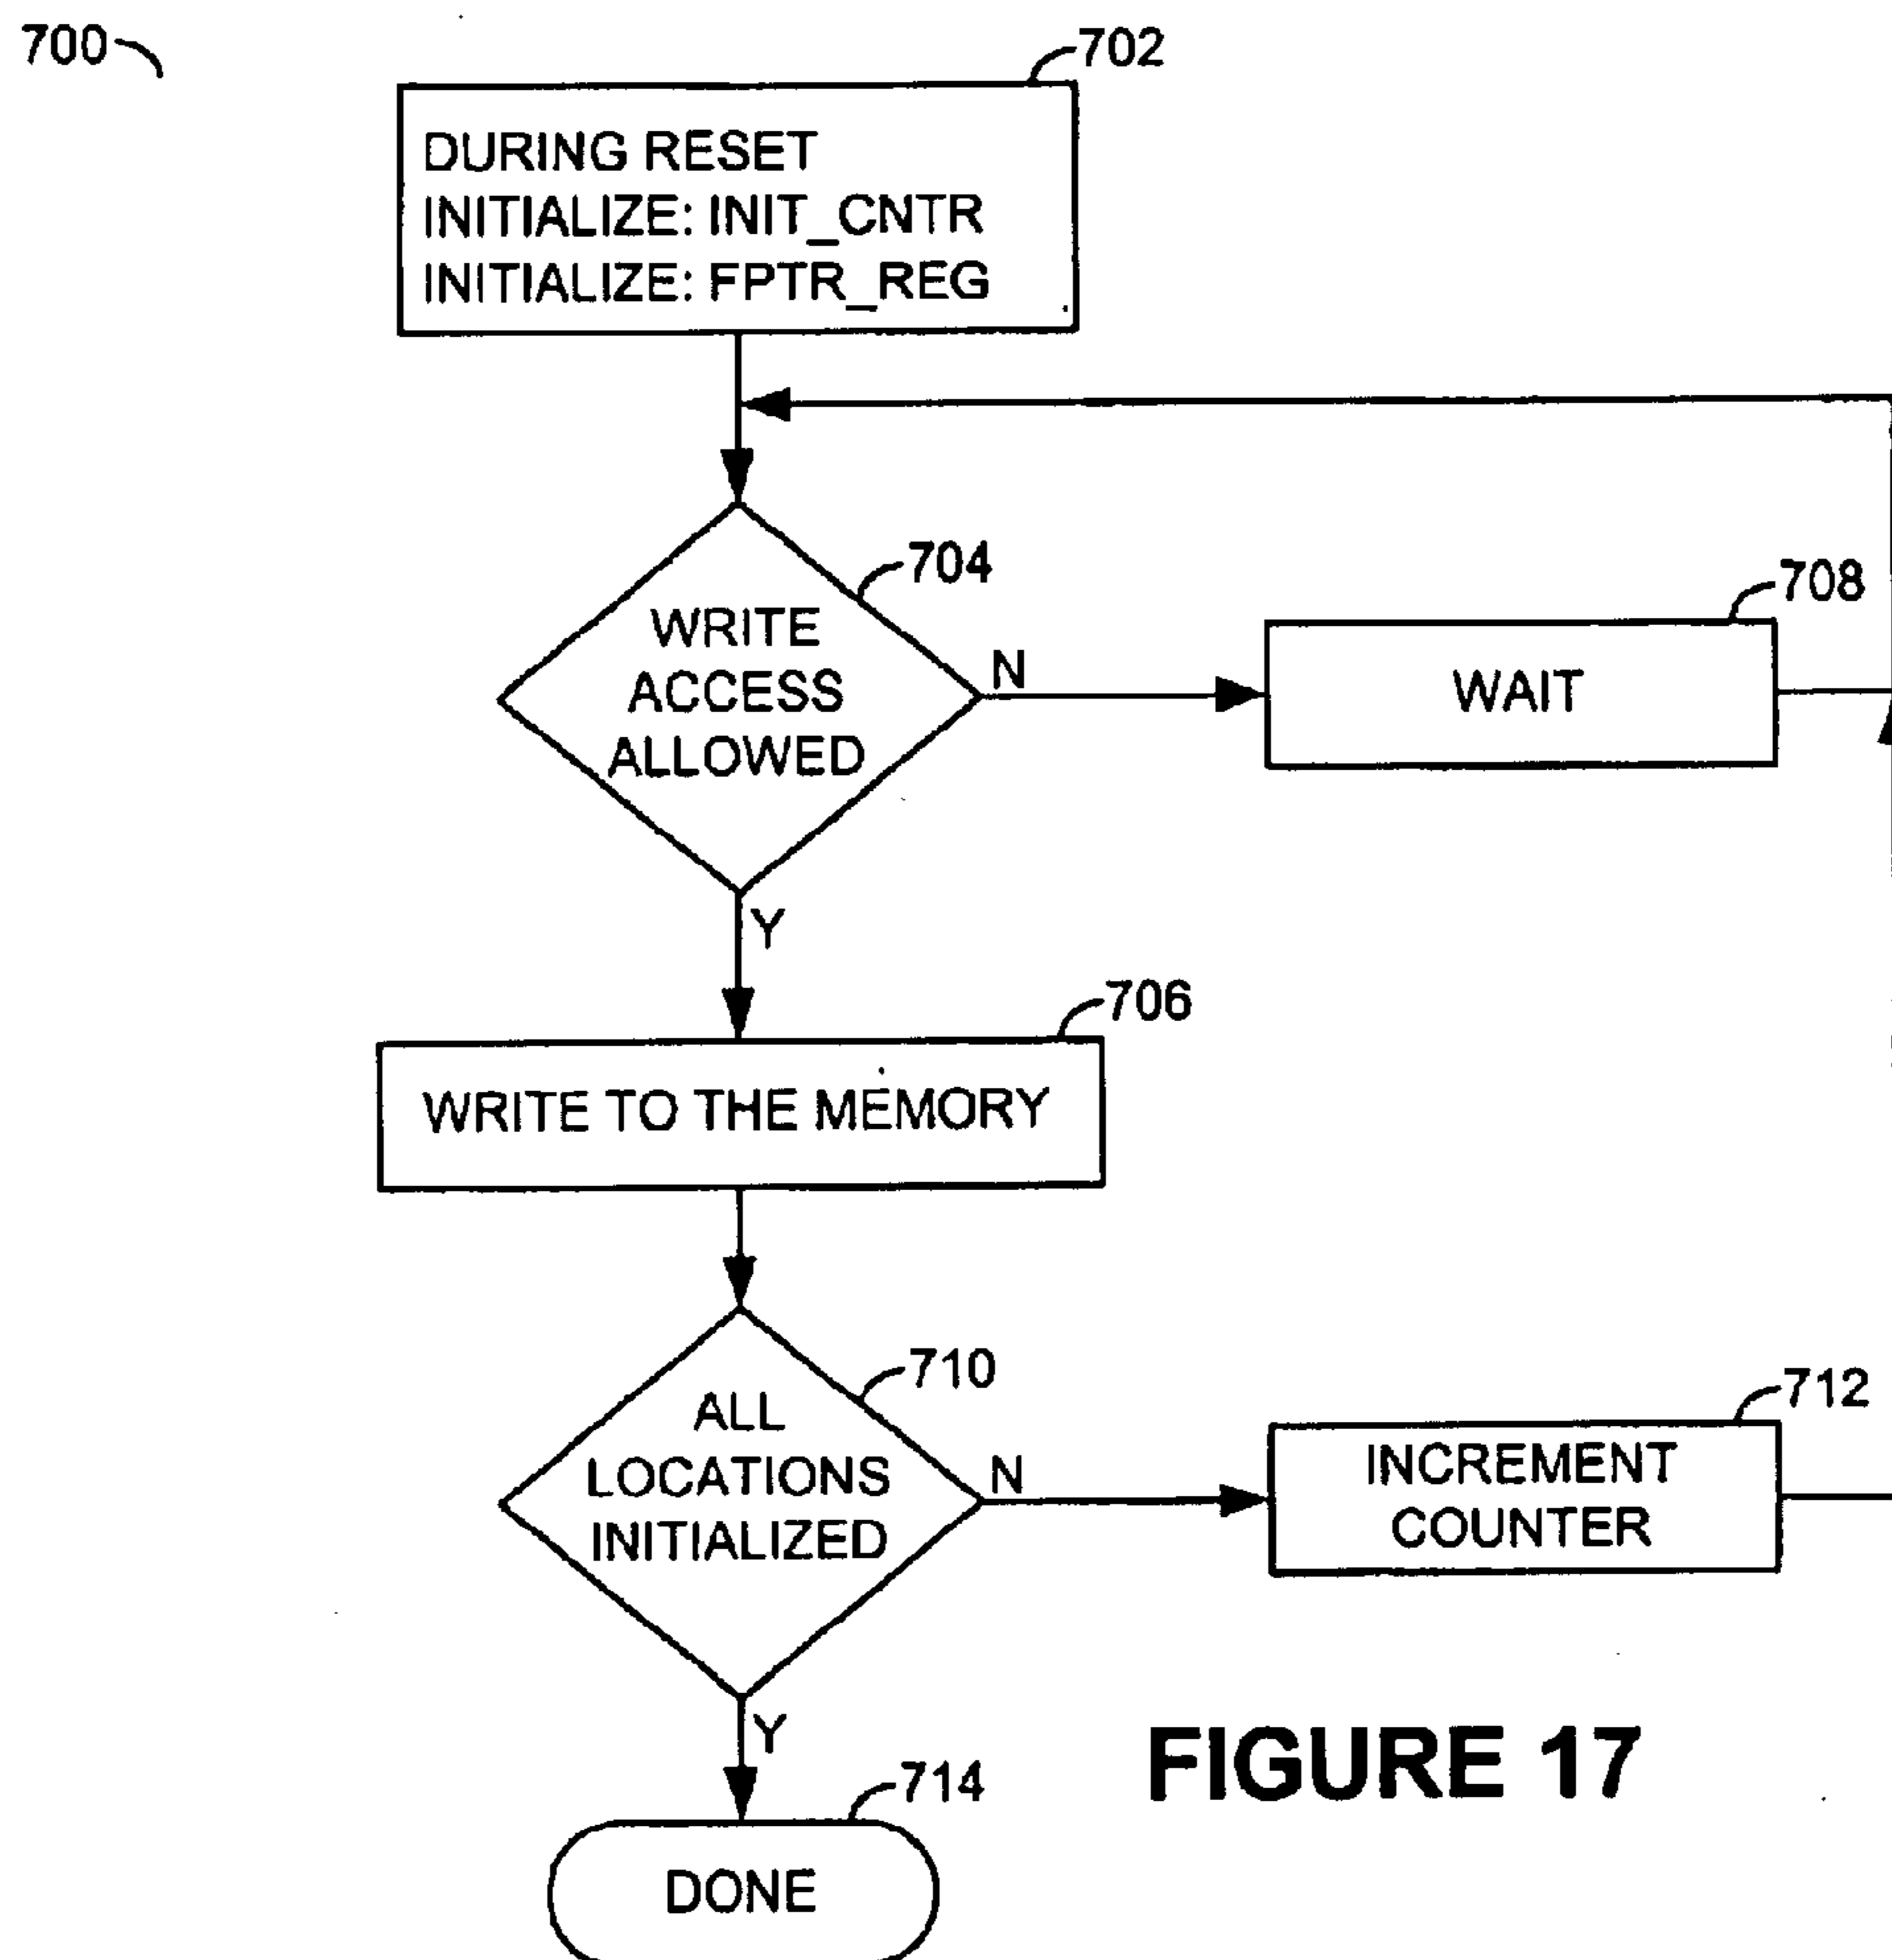 700
702
DURING RESET
INITIALIZE: INIT_CNTR
INITIALIZE: FPTR_REG
704
WRITE
ACCESS
ALLOWED
N
708
WAIT
Y
706
WRITE TO THE MEMORY
710
ALL
LOCATIONS
INITIALIZED
N
712
INCREMENT
COUNTER
Y
FIGURE 17
714
DONE